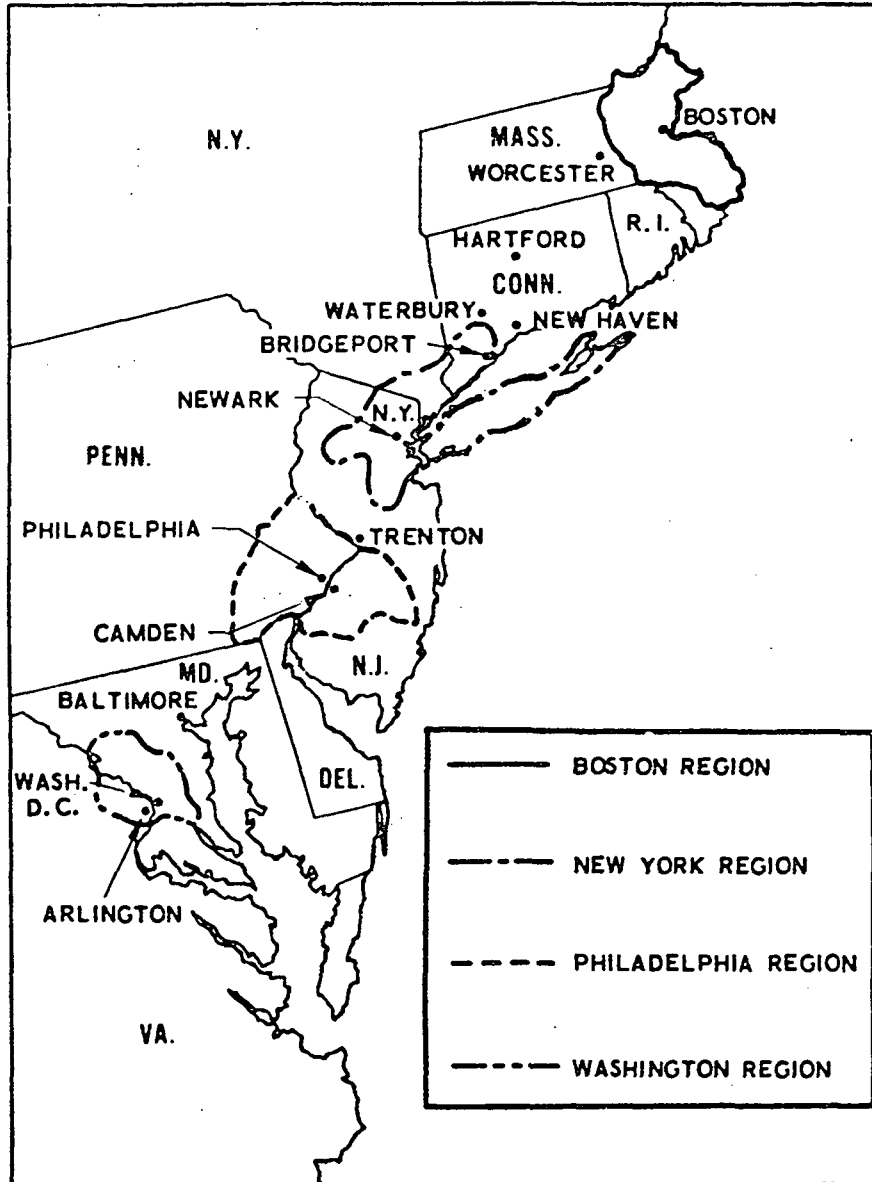 N.Y.
MASS.
BOSTON
WORCESTER
R.I.
HARTFORD
CONN.
WATERBURY
NEW HAVEN
BRIDGEPORT
NEWARK
N.Y.
PENN.
PHILADELPHIA
TRENTON
CAMDEN
N.J.
MD.
BALTIMORE
WASH.
D.C.
DEL.
ARLINGTON
VA.
BOSTON REGION
NEW YORK REGION
PHILADELPHIA REGION
WASHINGTON REGION